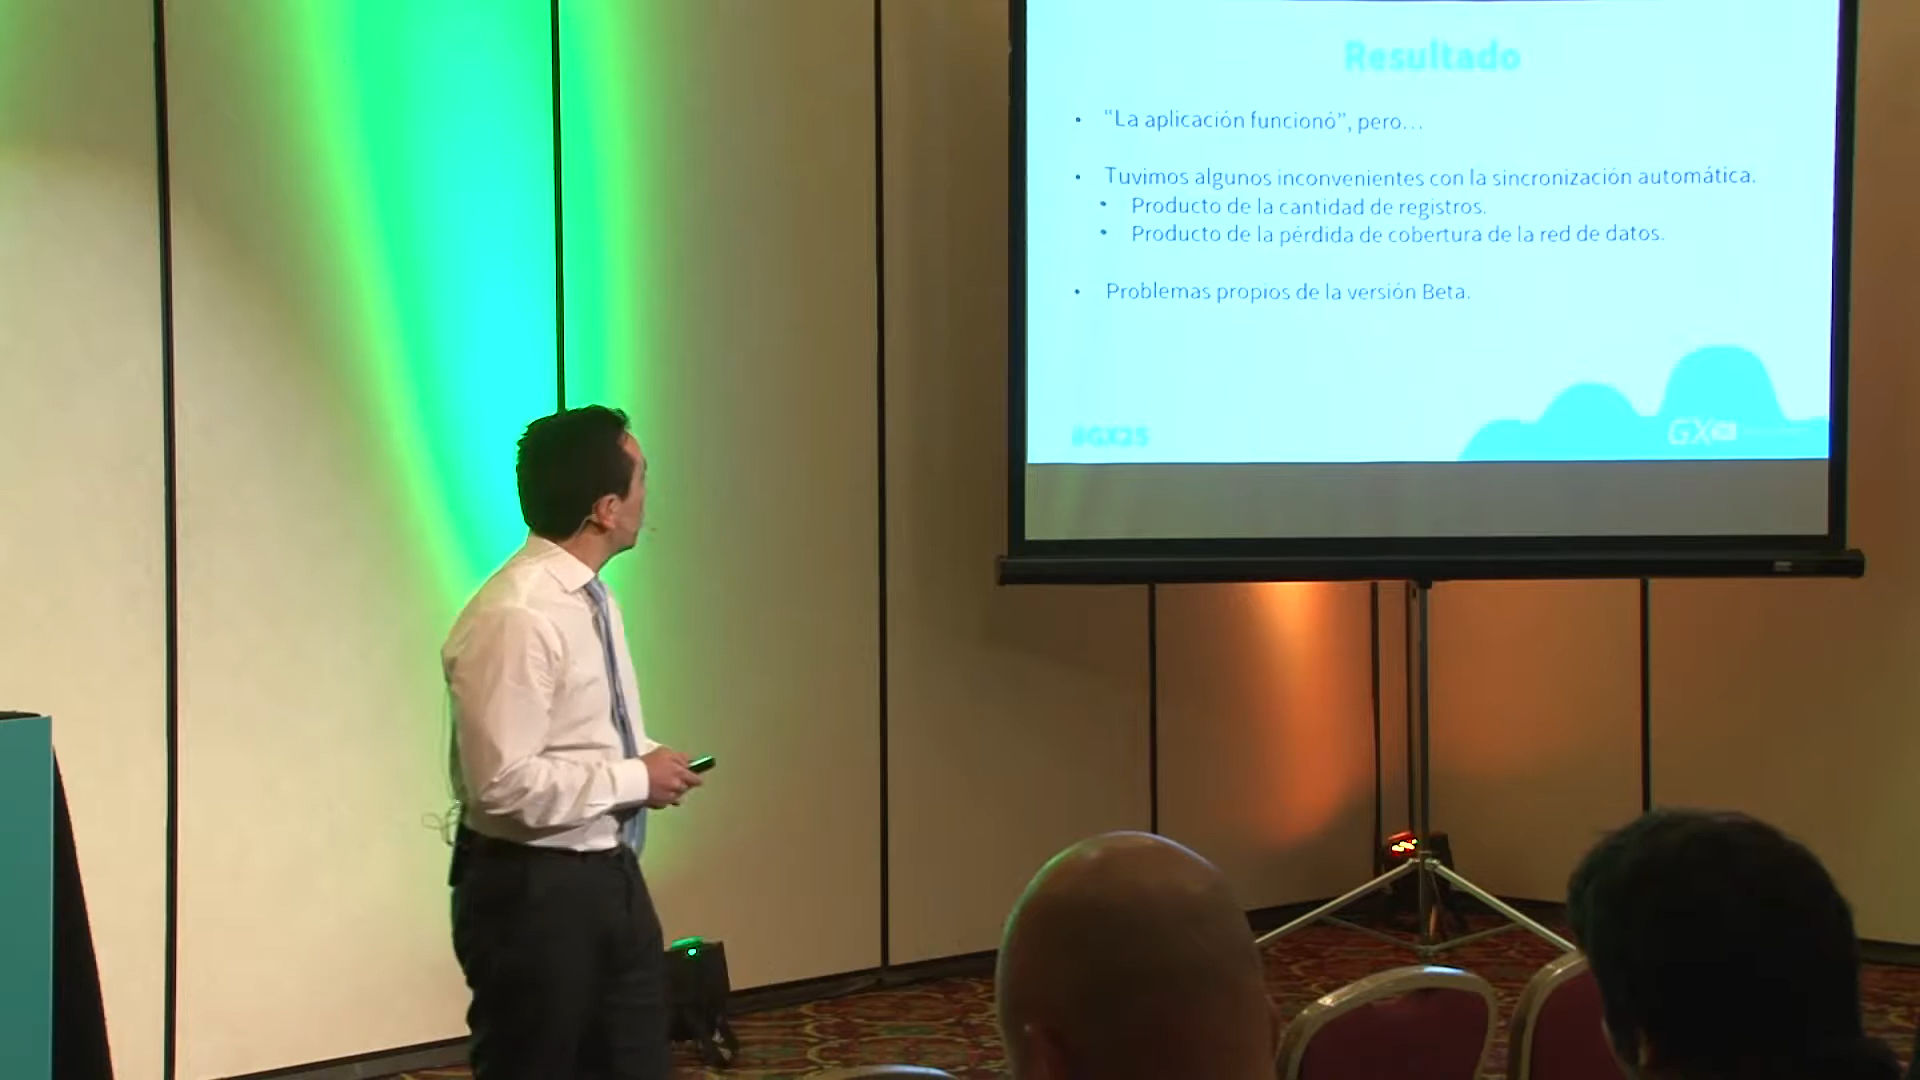 Resultado
• "La aplicación funcionó", pero...
• Tuvimos algunos inconvenientes con la sincronización automática.
• Producto de la cantidad de registros.
• Producto de la pérdida de cobertura de la red de datos.
• Problemas propios de la versión Beta.
#GX25
GX